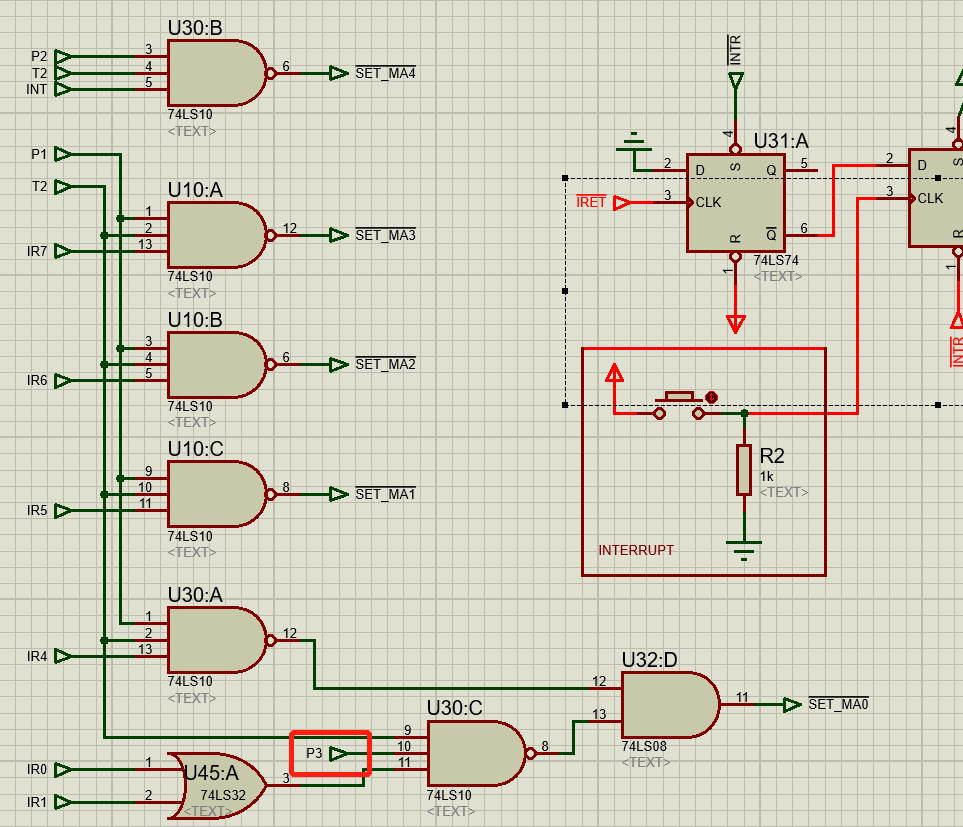 U30:B
P2
3
T2
4
6
SET_MA4
INT
5
74LS10
<TEXT>
P1
T2
U10:A
1
2
12
SET_MA3
IR7
13
74LS10
<TEXT>
U10:B
3
4
6
SET_MA2
IR6
5
74LS10
<TEXT>
U10:C
9
10
8
SET_MA1
IR5
11
74LS10
<TEXT>
U30:A
1
2
12
IR4
13
74LS10
<TEXT>
U30:C
9
P3
10
8
11
74LS10
<TEXT>
IR0
1
U45:A
3
74LS32
IR1
2
<TEXT>
U32:D
12
11
SET_MA0
13
74LS08
<TEXT>
INTR
4
U31:A
2
D
S
Q
5
IRET
3
CLK
R
Q
6
1
74LS74
<TEXT>
4
2
D
S
3
CLK
R
1
INTR
R2
1k
<TEXT>
INTERRUPT